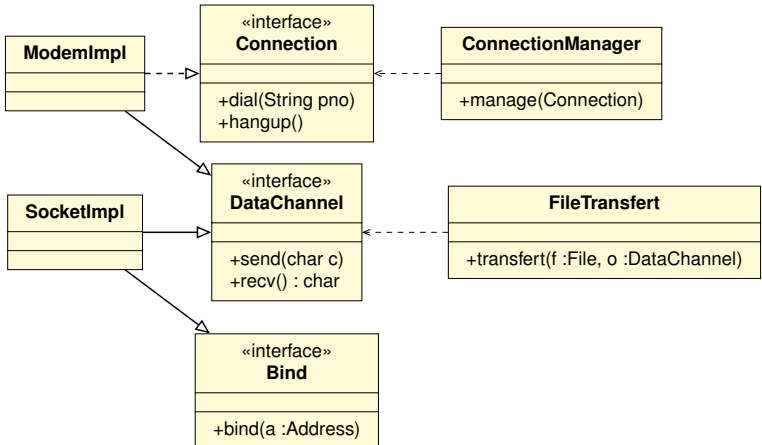 ModemImpl
«interface»
Connection
+dial(String pno)
+hangup()
ConnectionManager
+manage(Connection)
SocketImpl
«interface»
DataChannel
+send(char c)
+recv() : char
FileTransfert
+transfert(f :File, o :DataChannel)
«interface»
Bind
+bind(a :Address)